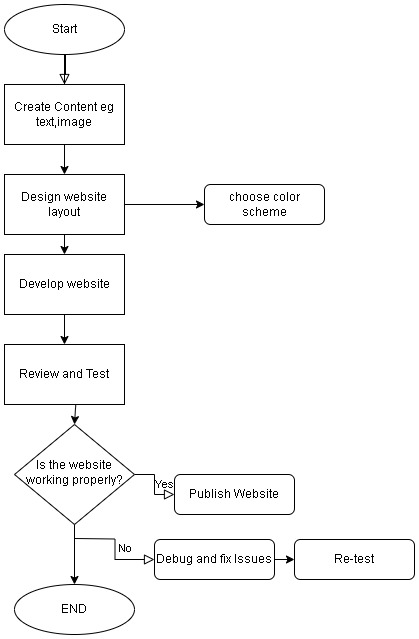 Start
Create Content eg
text,image
Design website
layout
choose color
scheme
Develop website
Review and Test
Is the website
working properly?
Yes
Publish Website
No
Debug and fix Issues
Re-test
END